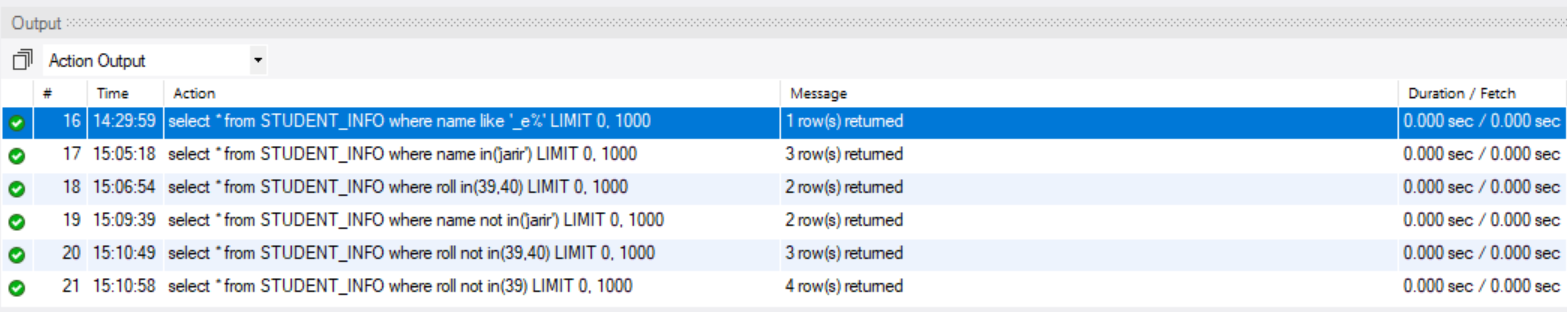 Output
Action Output
# Time Action Message Duration / Fetch
16 14:29:59 select * from STUDENT_INFO where name like '_e%' LIMIT 0, 1000 1 row(s) returned 0.000 sec / 0.000 sec
17 15:05:18 select * from STUDENT_INFO where name in('jarir') LIMIT 0, 1000 3 row(s) returned 0.000 sec / 0.000 sec
18 15:06:54 select * from STUDENT_INFO where roll in(39,40) LIMIT 0, 1000 2 row(s) returned 0.000 sec / 0.000 sec
19 15:09:39 select * from STUDENT_INFO where name not in('jarir') LIMIT 0, 1000 2 row(s) returned 0.000 sec / 0.000 sec
20 15:10:49 select * from STUDENT_INFO where roll not in(39,40) LIMIT 0, 1000 3 row(s) returned 0.000 sec / 0.000 sec
21 15:10:58 select * from STUDENT_INFO where roll not in(39) LIMIT 0, 1000 4 row(s) returned 0.000 sec / 0.000 sec